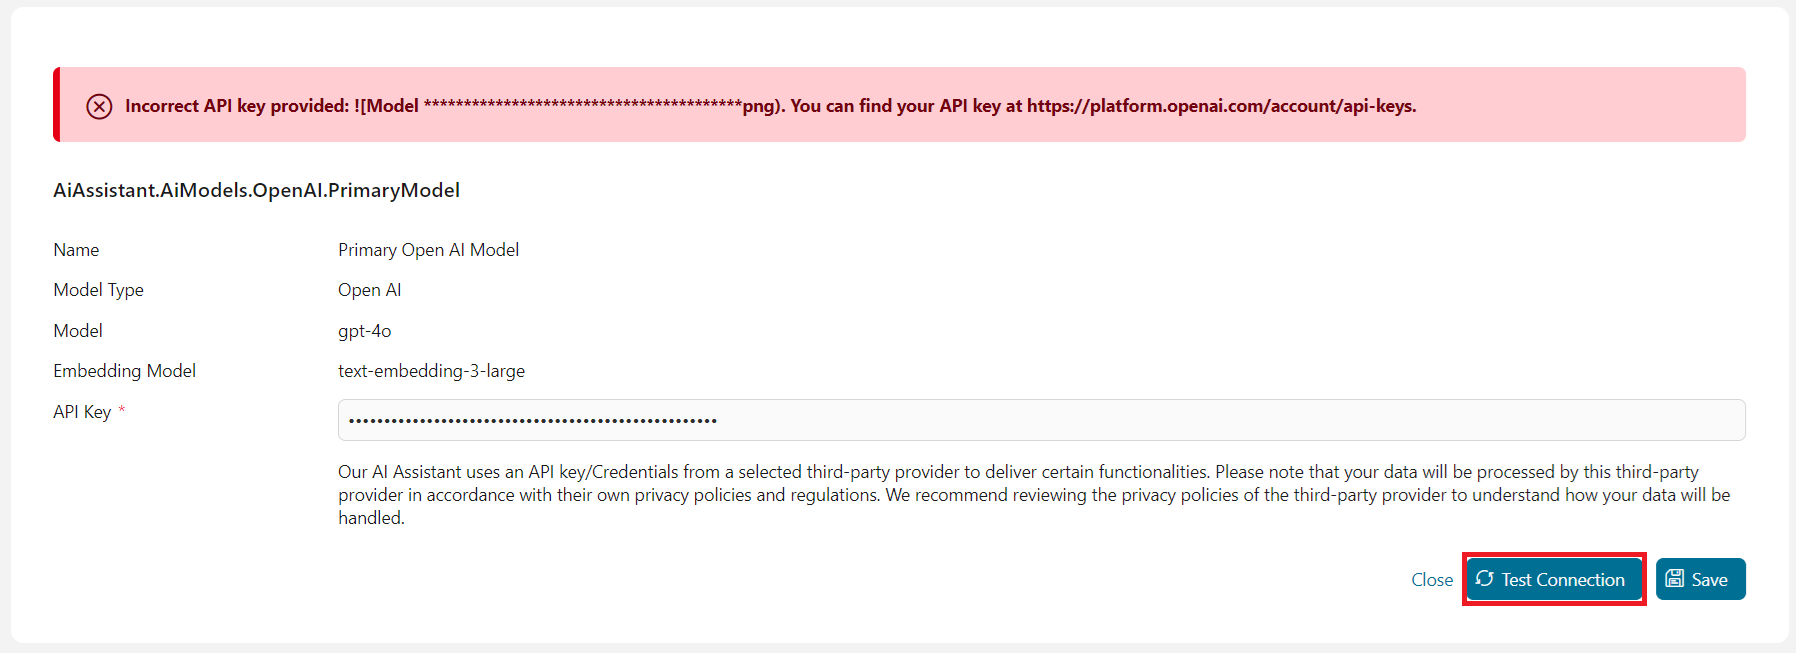 Incorrect API key provided: ![Model ****************************************png). You can find your API key at https://platform.openai.com/account/api-keys.
AiAssistant.AiModels.OpenAI.PrimaryModel
Name Primary Open AI Model
Model Type Open AI
Model gpt-4o
Embedding Model text-embedding-3-large
API Key * ••••••••••••••••••••••••••••••••••••••••••••••••••••
Our AI Assistant uses an API key/Credentials from a selected third-party provider to deliver certain functionalities. Please note that your data will be processed by this third-party
provider in accordance with their own privacy policies and regulations. We recommend reviewing the privacy policies of the third-party provider to understand how your data will be
handled.
Close Test Connection Save